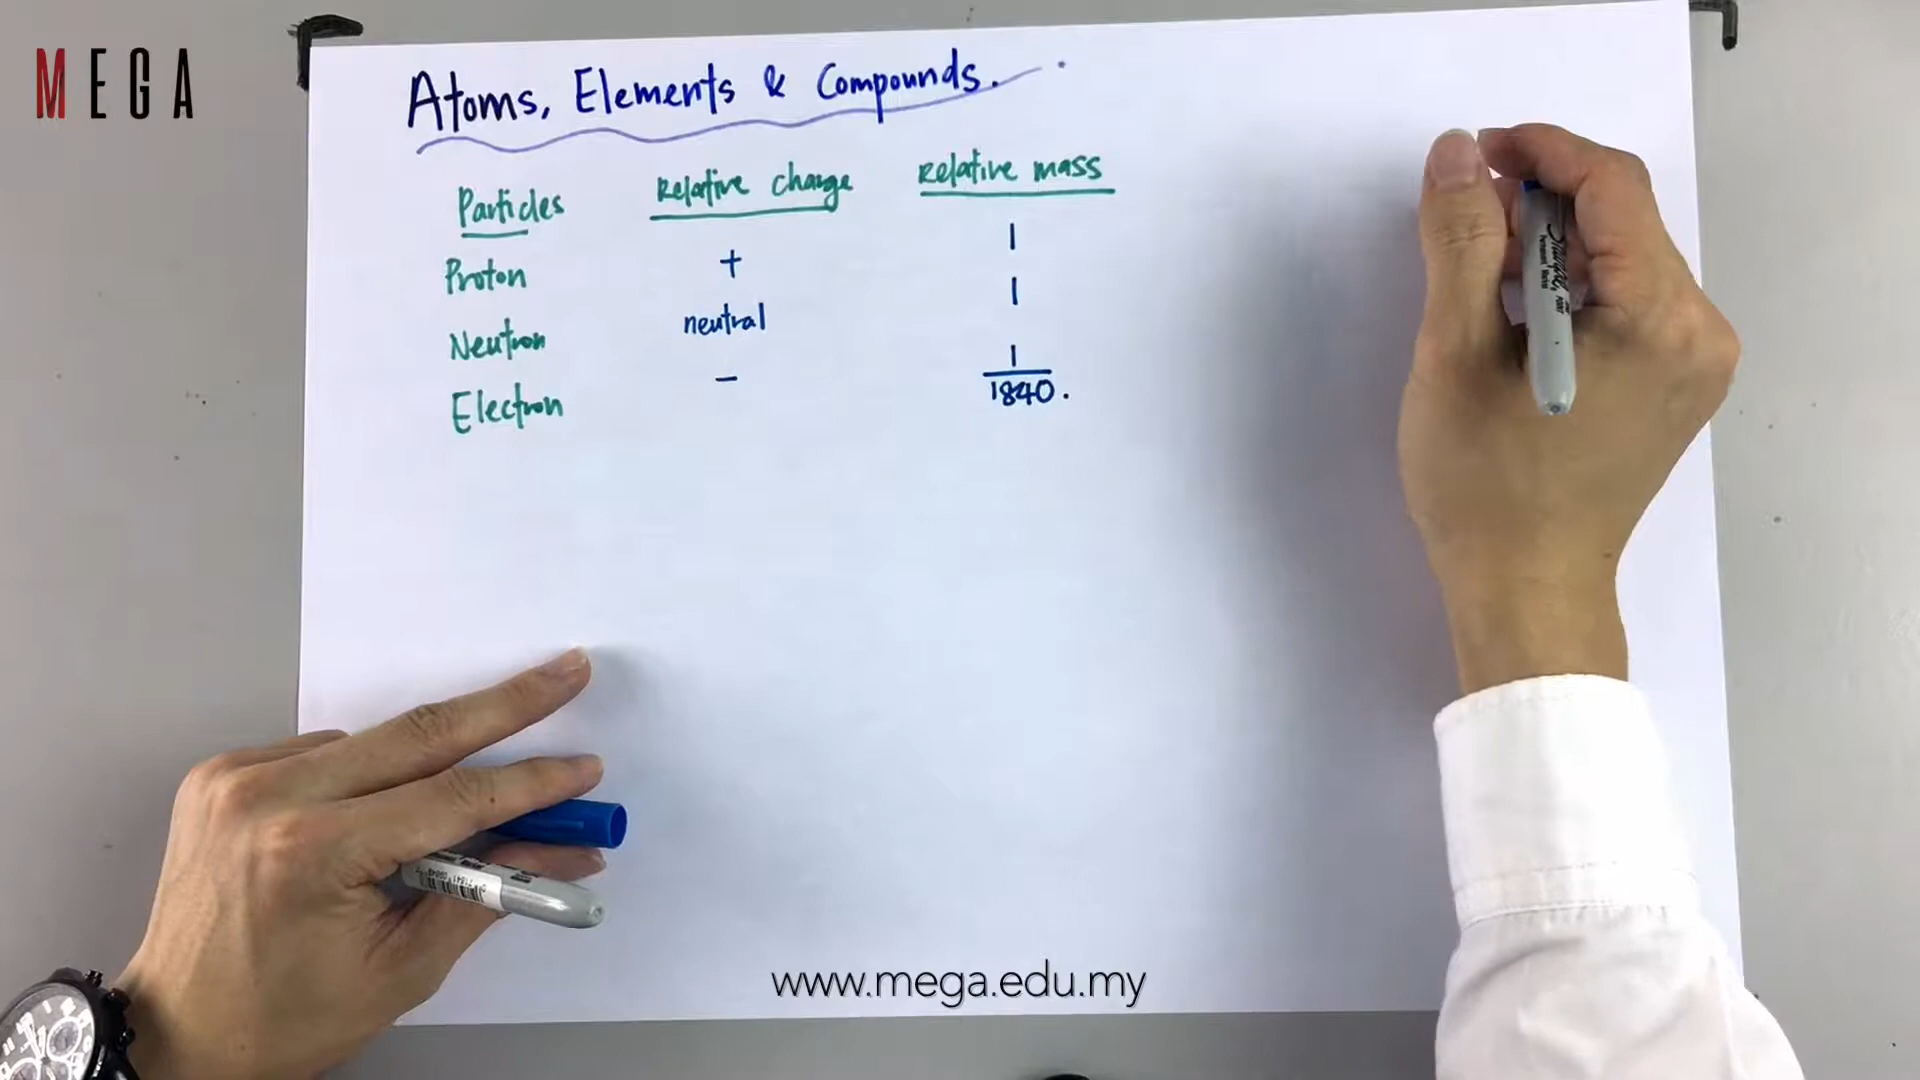 MEGA
Atoms, Elements & Compounds.
Particles Relative charge Relative mass
Proton + 1
Neutron neutral 1
Electron - 1/1840.
Sharpie
www.mega.edu.my